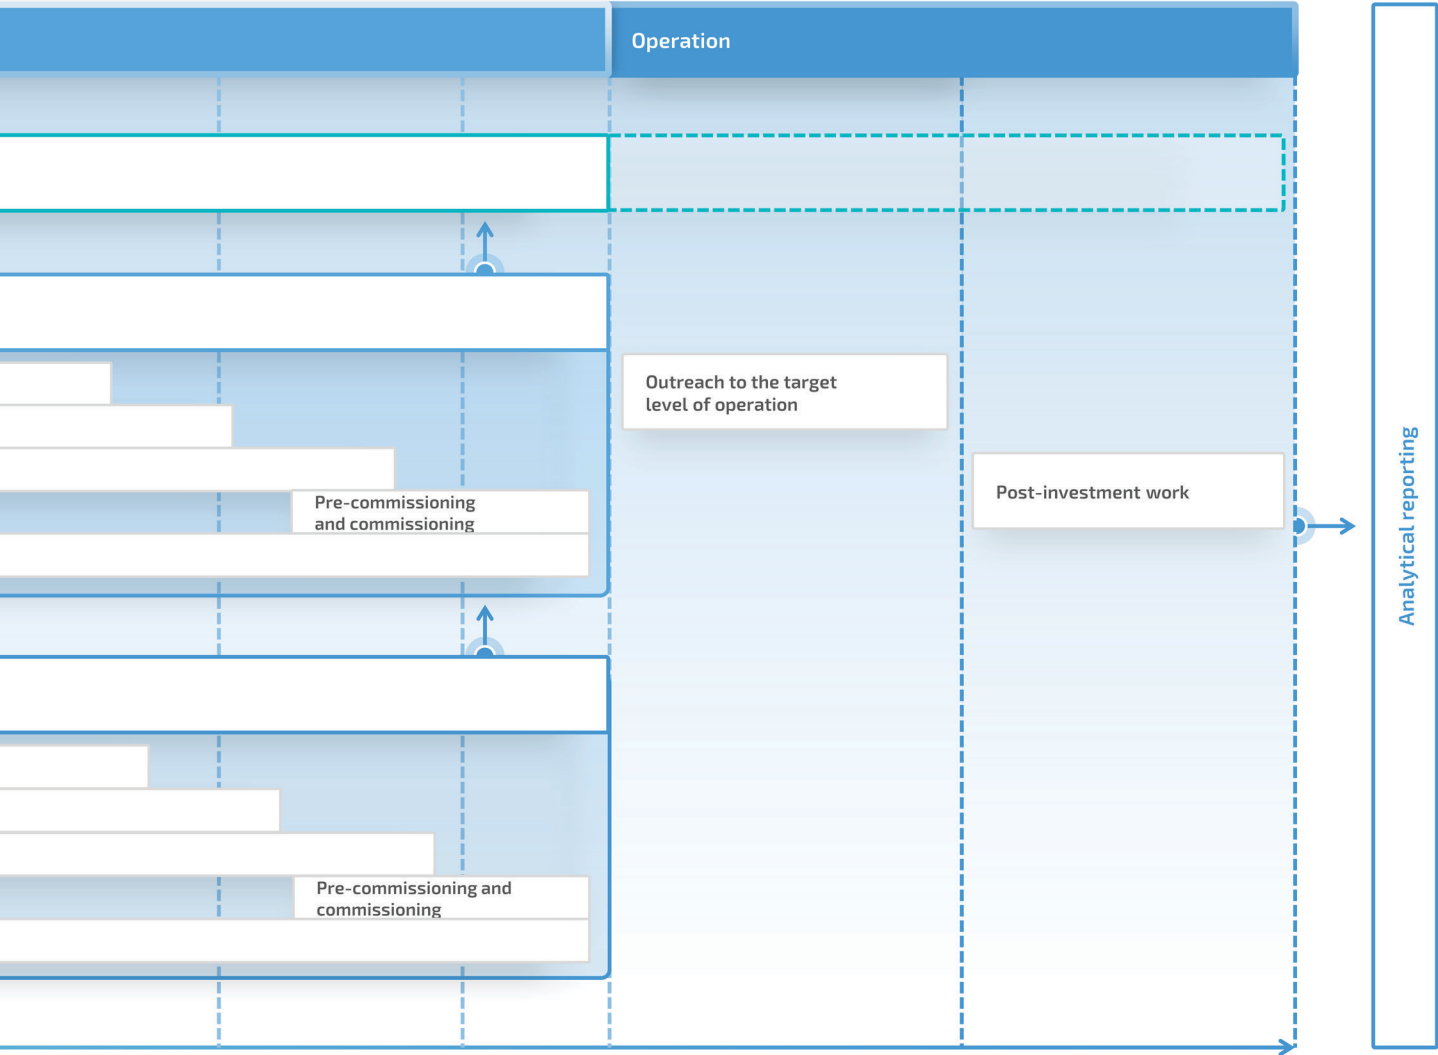 Operation
Outreach to the target
level of operation
Post-investment work
Pre-commissioning
and commissioning
Pre-commissioning and
commissioning
Analytical reporting